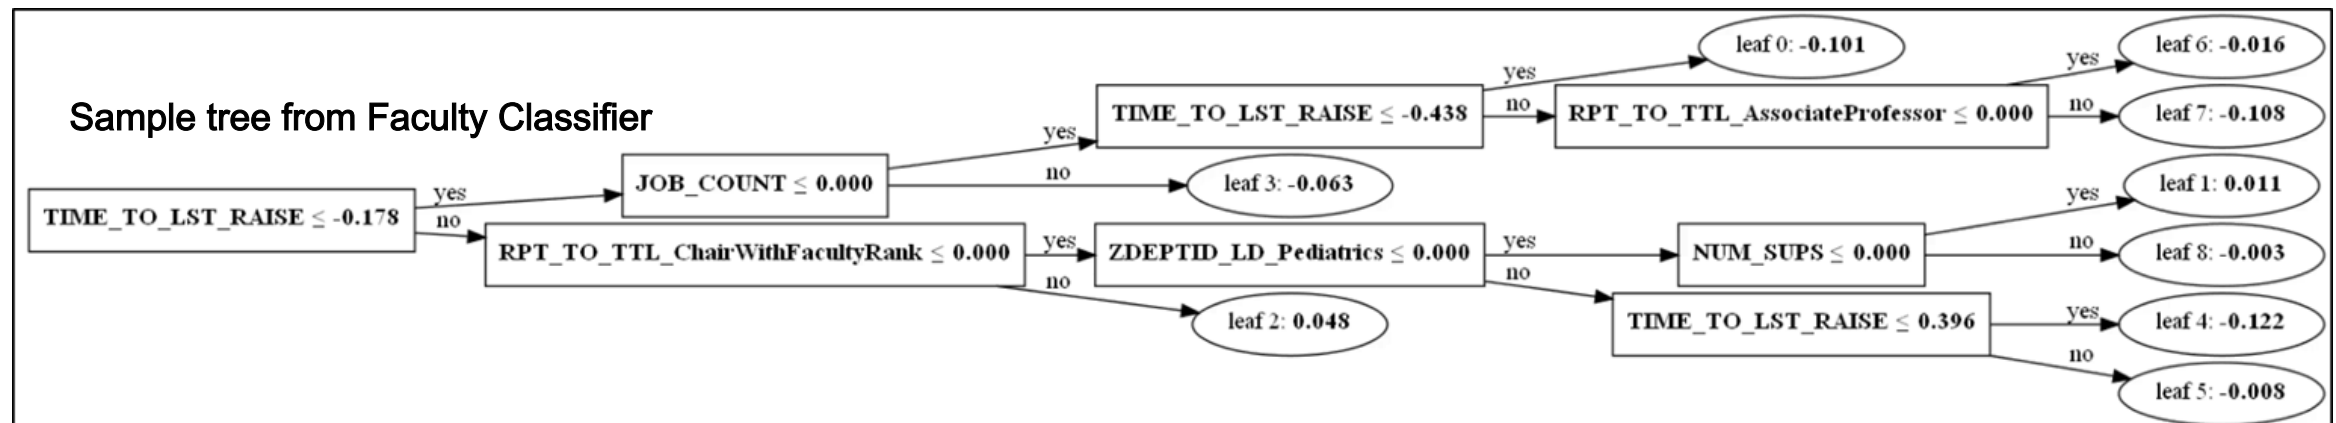 Sample tree from Faculty Classifier
TIME_TO_LST_RAISE ≤ -0.178
yes
no
JOB_COUNT ≤ 0.000
yes
no
RPT_TO_TTL_ChairWithFacultyRank ≤ 0.000
yes
no
TIME_TO_LST_RAISE ≤ -0.438
yes
no
leaf 3: -0.063
ZDEPTID_LD_Pediatrics ≤ 0.000
yes
no
leaf 2: 0.048
leaf 0: -0.101
RPT_TO_TTL_AssociateProfessor ≤ 0.000
yes
no
NUM_SUPS ≤ 0.000
yes
no
TIME_TO_LST_RAISE ≤ 0.396
yes
no
leaf 6: -0.016
leaf 7: -0.108
leaf 1: 0.011
leaf 8: -0.003
leaf 4: -0.122
leaf 5: -0.008